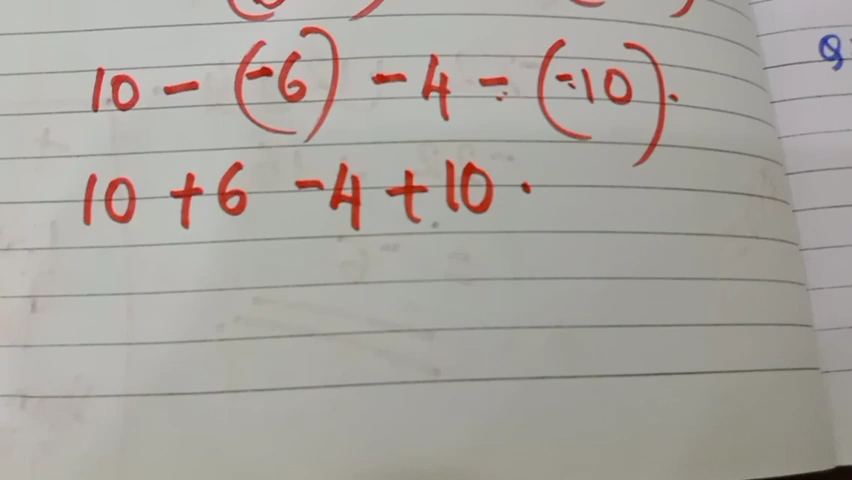 10 - (-6) - 4 - (-10).
10 + 6 - 4 + 10.